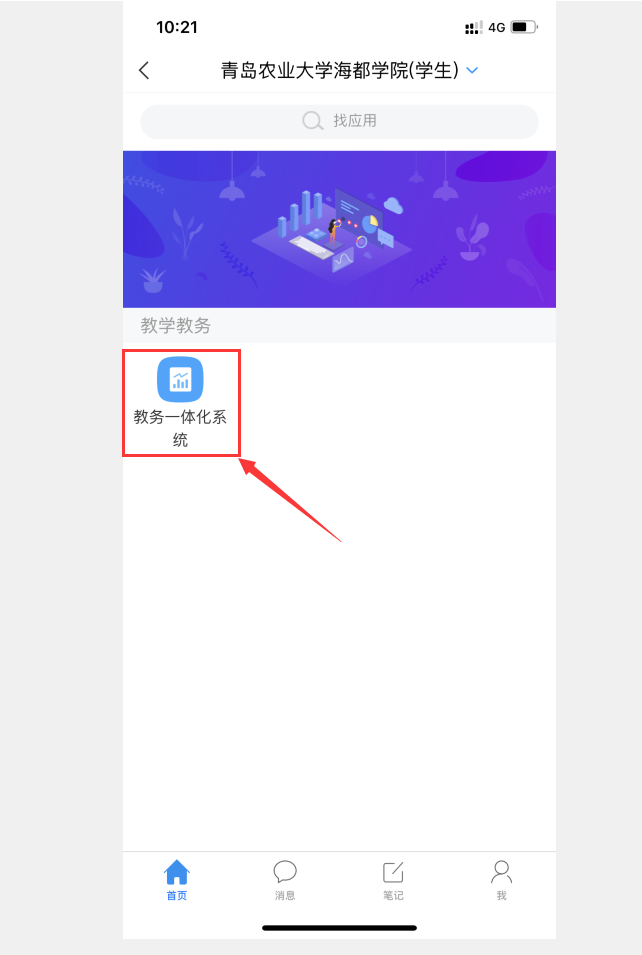 10:21
4G
青岛农业大学海都学院(学生)
找应用
教学教务
教务一体化系
统
首页
消息
笔记
我